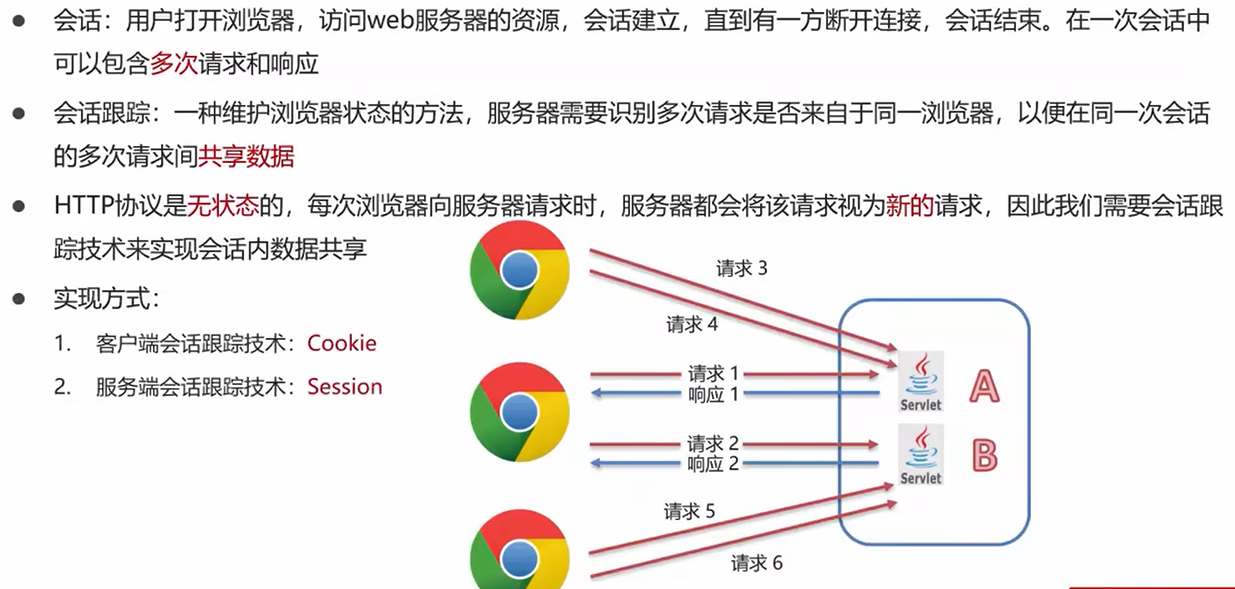 会话：用户打开浏览器，访问web服务器的资源，会话建立，直到有一方断开连接，会话结束。在一次会话中
可以包含多次请求和响应
会话跟踪：一种维护浏览器状态的方法，服务器需要识别多次请求是否来自于同一浏览器，以便在同一次会话
的多次请求间共享数据
HTTP协议是无状态的，每次浏览器向服务器请求时，服务器都会将该请求视为新的请求，因此我们需要会话跟
踪技术来实现会话内数据共享
实现方式：
1. 客户端会话跟踪技术：Cookie
2. 服务端会话跟踪技术：Session
请求 3
请求 4
请求 1
响应 1
请求 2
响应 2
请求 5
请求 6
Servlet
A
Servlet
B